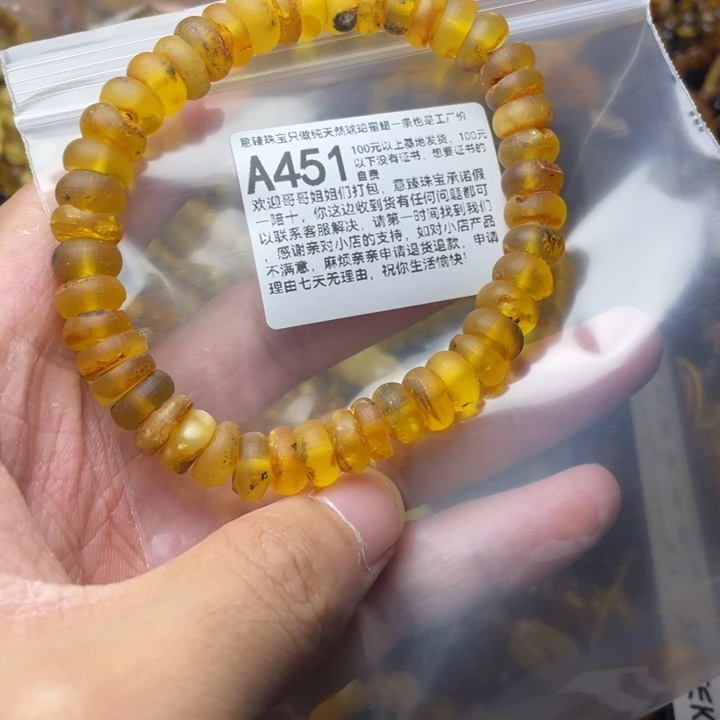 意臻珠宝只做纯天然琥珀蜜蜡一条也是工厂价
A451
100元以上基地发货，100元
以下没有证书，想要证书的
自费
欢迎哥哥姐姐们打包，意臻珠宝承诺假
一陪十，你这边收到货有任何问题都可
以联系客服解决，请第一时间找到我们
，感谢亲对小店的支持，如对小店产品
不满意，麻烦亲亲申请退货退款，申请
理由七天无理由，祝你生活愉快！